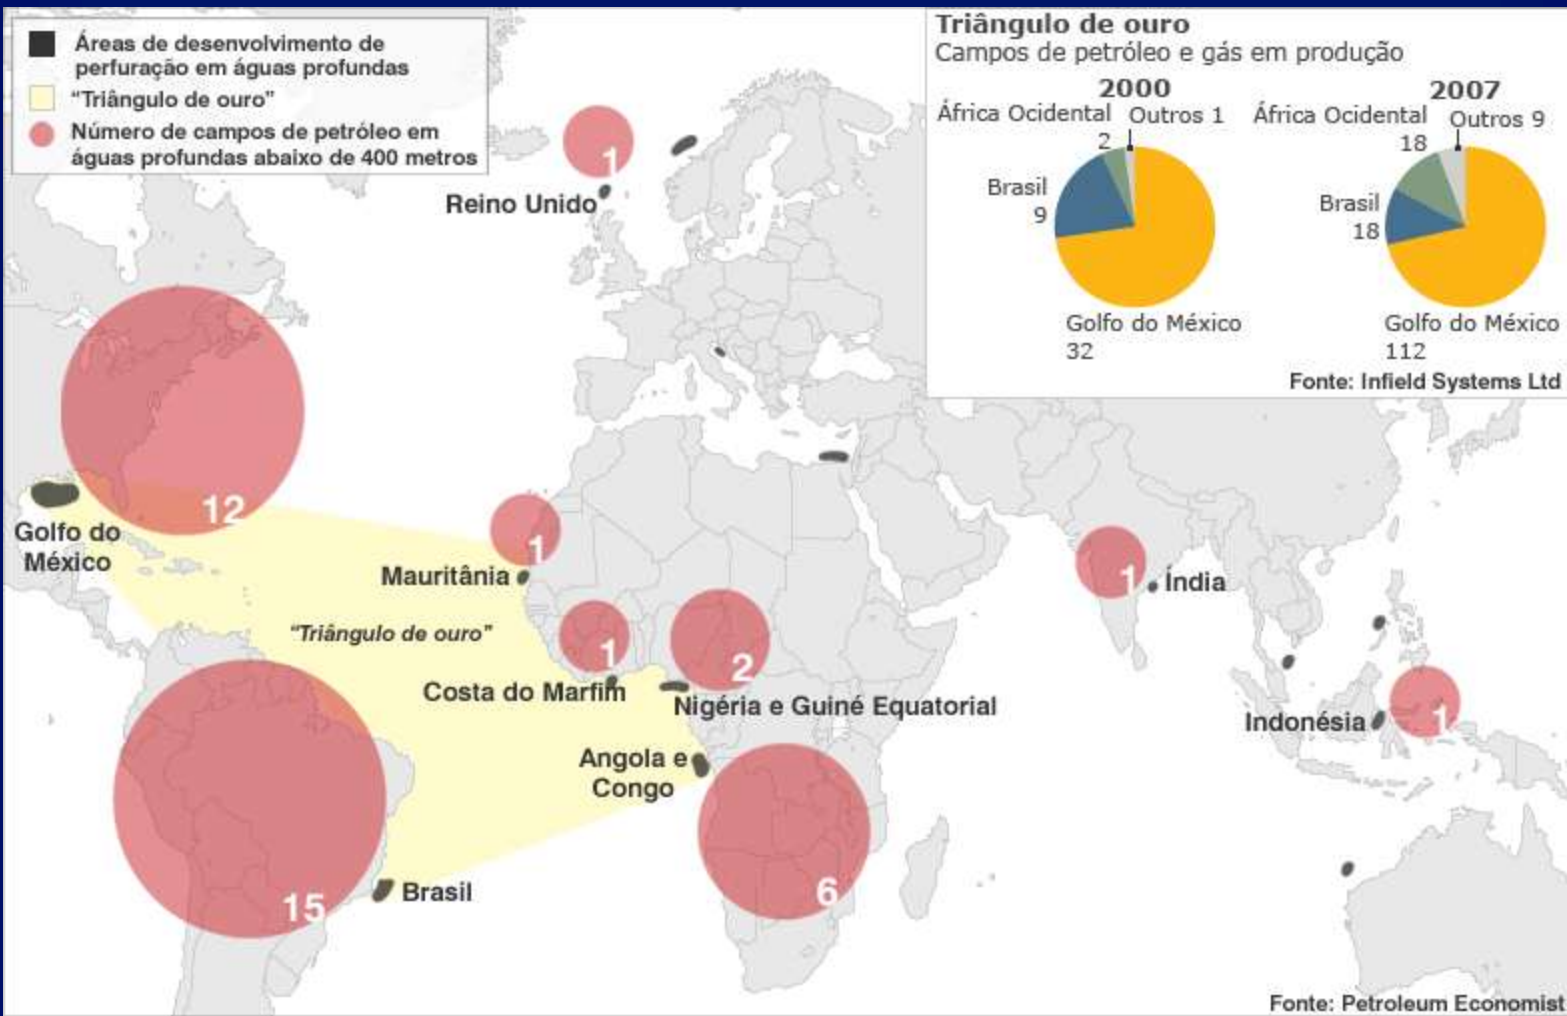 Áreas de desenvolvimento de
perfuração em águas profundas
“Triângulo de ouro”
Número de campos de petróleo em
águas profundas abaixo de 400 metros
Triângulo de ouro
Campos de petróleo e gás em produção
2000
África Ocidental
2
Outros 1
Brasil
9
Golfo do México
32
2007
África Ocidental
18
Outros 9
Brasil
18
Golfo do México
112
Fonte: Infield Systems Ltd
1
Reino Unido
12
Golfo do
México
1
Mauritânia
“Triângulo de ouro”
1
Costa do Marfim
2
Nigéria e Guiné Equatorial
1
Índia
Indonésia
1
Angola e
Congo
6
15
Brasil
Fonte: Petroleum Economist